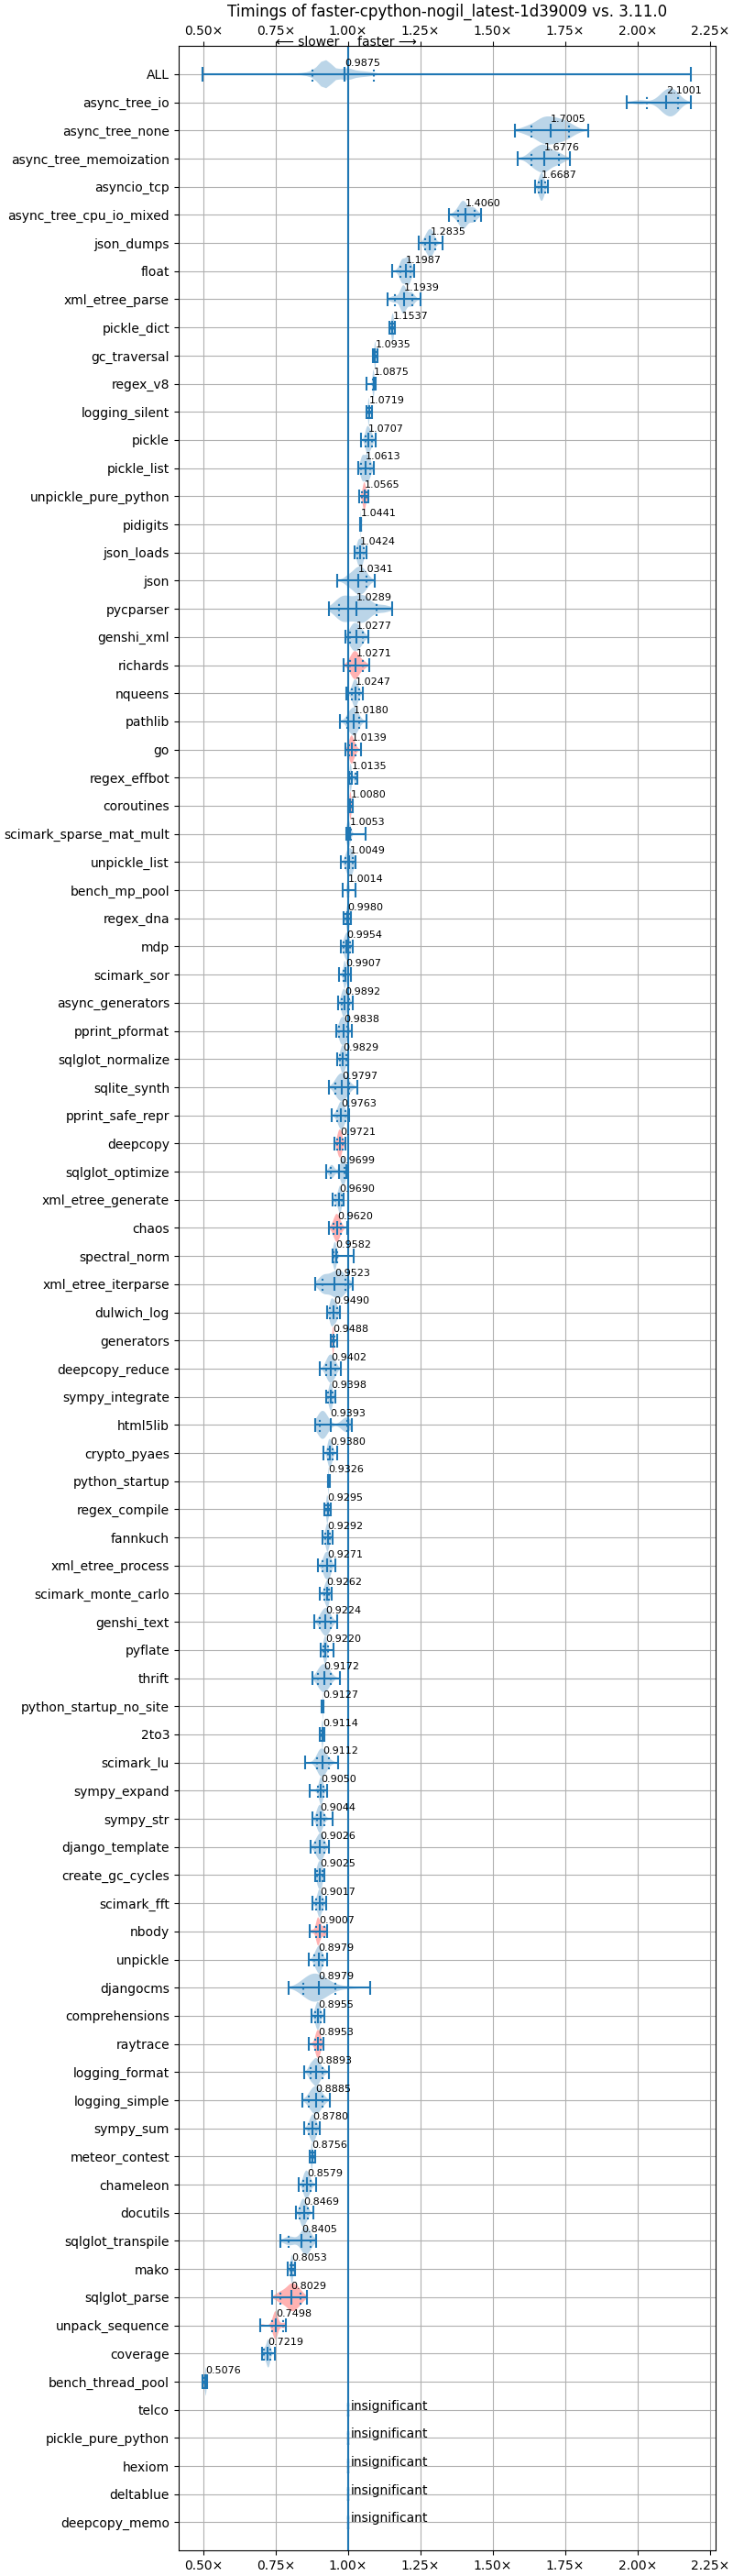 Timings of faster-cpython-nogil_latest-1d39009 vs. 3.11.0
0.50× 0.75× 1.00× 1.25× 1.50× 1.75× 2.00× 2.25×
⟵ slower faster ⟶
ALL 0.9875
async_tree_io 2.1001
async_tree_none 1.7005
async_tree_memoization 1.6776
asyncio_tcp 1.6687
async_tree_cpu_io_mixed 1.4060
json_dumps 1.2835
float 1.1987
xml_etree_parse 1.1939
pickle_dict 1.1537
gc_traversal 1.0935
regex_v8 1.0875
logging_silent 1.0719
pickle 1.0707
pickle_list 1.0613
unpickle_pure_python 1.0565
pidigits 1.0441
json_loads 1.0424
json 1.0341
pycparser 1.0289
genshi_xml 1.0277
richards 1.0271
nqueens 1.0247
pathlib 1.0180
go 1.0139
regex_effbot 1.0135
coroutines 1.0080
scimark_sparse_mat_mult 1.0053
unpickle_list 1.0049
bench_mp_pool 1.0014
regex_dna 0.9980
mdp 0.9954
scimark_sor 0.9907
async_generators 0.9892
pprint_pformat 0.9838
sqlglot_normalize 0.9829
sqlite_synth 0.9797
pprint_safe_repr 0.9763
deepcopy 0.9721
sqlglot_optimize 0.9699
xml_etree_generate 0.9690
chaos 0.9620
spectral_norm 0.9582
xml_etree_iterparse 0.9523
dulwich_log 0.9490
generators 0.9488
deepcopy_reduce 0.9402
sympy_integrate 0.9398
html5lib 0.9393
crypto_pyaes 0.9380
python_startup 0.9326
regex_compile 0.9295
fannkuch 0.9292
xml_etree_process 0.9271
scimark_monte_carlo 0.9262
genshi_text 0.9224
pyflate 0.9220
thrift 0.9172
python_startup_no_site 0.9127
2to3 0.9114
scimark_lu 0.9112
sympy_expand 0.9050
sympy_str 0.9044
django_template 0.9026
create_gc_cycles 0.9025
scimark_fft 0.9017
nbody 0.9007
unpickle 0.8979
djangocms 0.8979
comprehensions 0.8955
raytrace 0.8953
logging_format 0.8893
logging_simple 0.8885
sympy_sum 0.8780
meteor_contest 0.8756
chameleon 0.8579
docutils 0.8469
sqlglot_transpile 0.8405
mako 0.8053
sqlglot_parse 0.8029
unpack_sequence 0.7498
coverage 0.7219
bench_thread_pool 0.5076
telco insignificant
pickle_pure_python insignificant
hexiom insignificant
deltablue insignificant
deepcopy_memo insignificant
0.50× 0.75× 1.00× 1.25× 1.50× 1.75× 2.00× 2.25×